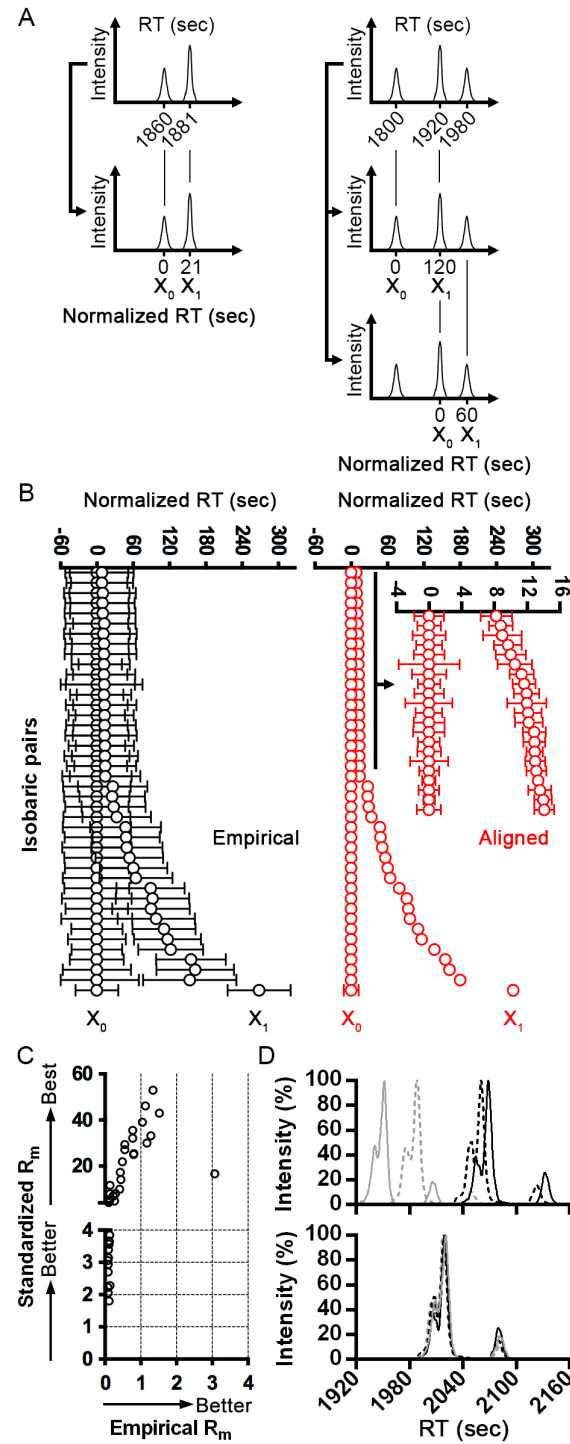 A
RT (sec)
Intensity
1860
1881
Intensity
0 21
X0 X1
Normalized RT (sec)
RT (sec)
Intensity
1800
1920
1980
Intensity
0 120
X0 X1
Intensity
0 60
X0 X1
Normalized RT (sec)
B
Normalized RT (sec)
-60 0 60 120 180 240 300
Isobaric pairs
Empirical
X0 X1
Normalized RT (sec)
-60 0 60 120 180 240 300
-4 0 4 8 12 16
Aligned
X0 X1
C
Standardized Rm
Better
Best
60
40
20
4
3
2
1
0
0 1 2 3 4
Better
Empirical Rm
D
Intensity (%)
100
80
60
40
20
0
Intensity (%)
100
80
60
40
20
0
1920
1980
2040
2100
2160
RT (sec)